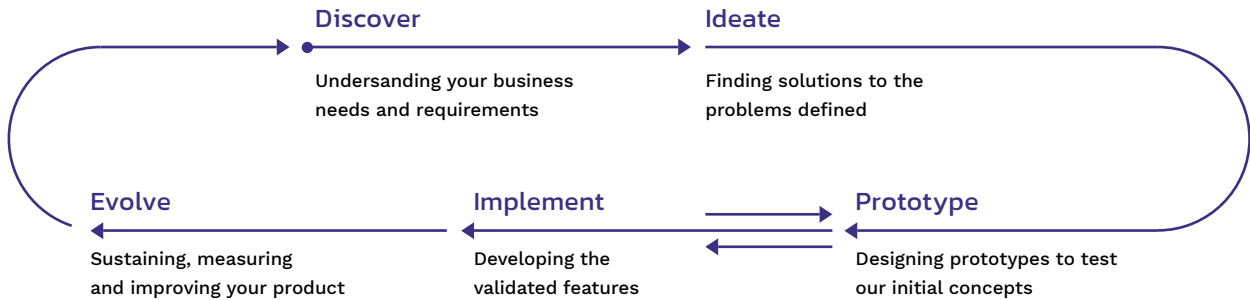 Discover
Undersanding your business
needs and requirements
Ideate
Finding solutions to the
problems defined
Evolve
Sustaining, measuring
and improving your product
Implement
Developing the
validated features
Prototype
Designing prototypes to test
our initial concepts